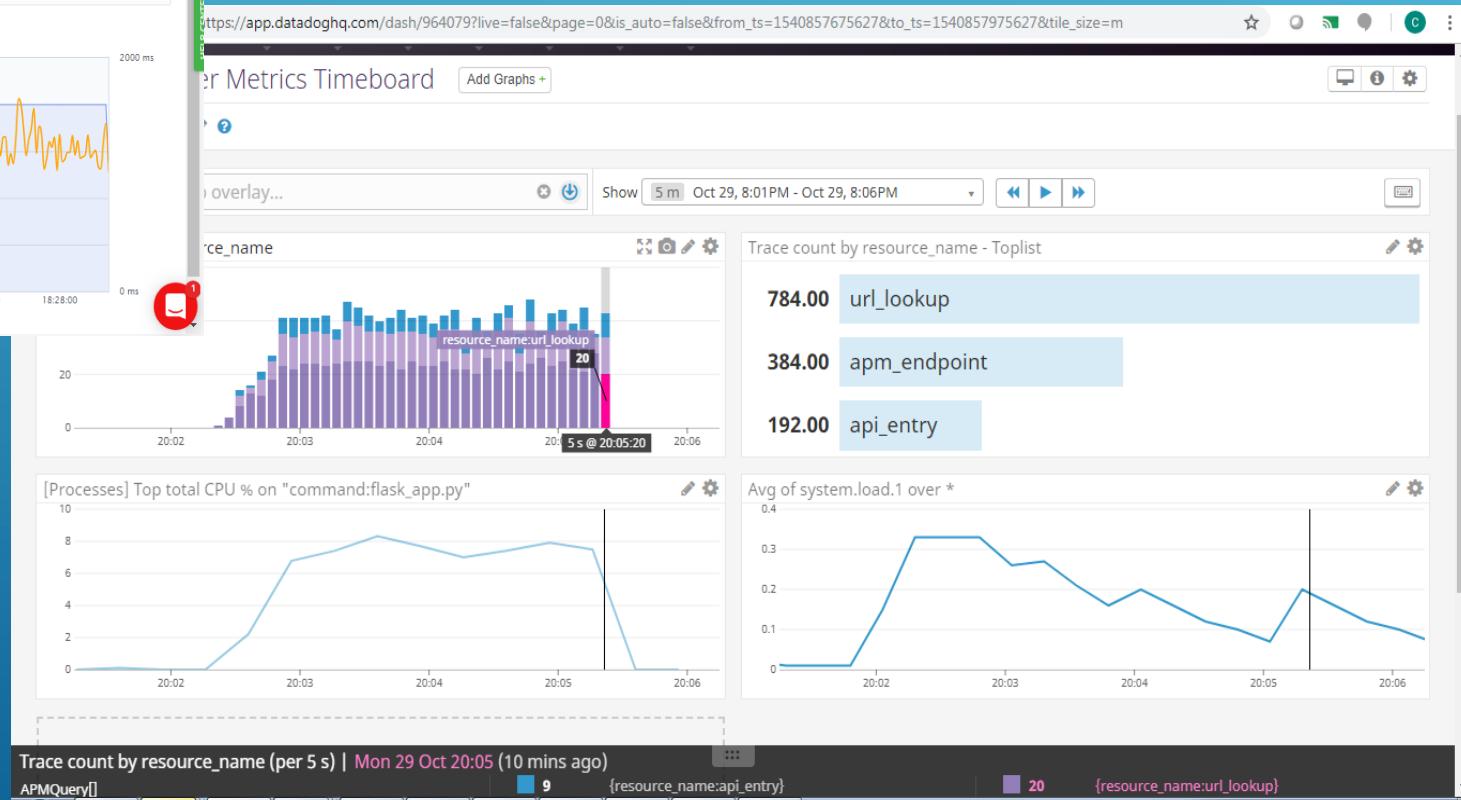 https://app.datadoghq.com/dash/964079?live=false&page=0&is_auto=false&from_ts=1540857675627&to_ts=1540857975627&tile_size=m
C
2000 ms
0 ms
18:28:00
1
er Metrics Timeboard
Add Graphs +
overlay...
Show 5 m Oct 29, 8:01PM - Oct 29, 8:06PM
rce_name
20
0
20:02 20:03 20:04 20:0 20:06
resource_name:url_lookup
20
5 s @ 20:05:20
Trace count by resource_name - Toplist
784.00 url_lookup
384.00 apm_endpoint
192.00 api_entry
[Processes] Top total CPU % on "command:flask_app.py"
10
8
6
4
2
0
20:02 20:03 20:04 20:05 20:06
Avg of system.load.1 over *
0.4
0.3
0.2
0.1
0
20:02 20:03 20:04 20:05 20:06
Trace count by resource_name (per 5 s) | Mon 29 Oct 20:05 (10 mins ago)
APMQuery[] 9 {resource_name:api_entry} 20 {resource_name:url_lookup}